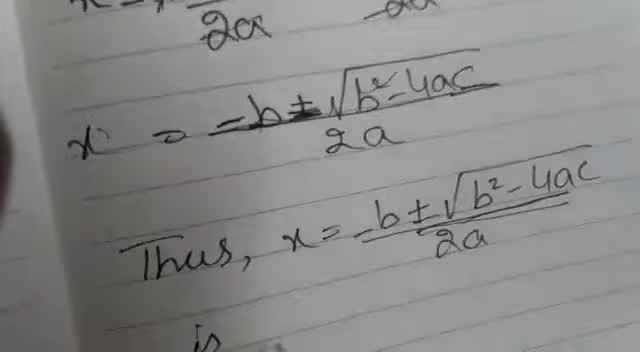 2a
x = -b ± √b² - 4ac / 2a
Thus, x = -b ± √b² - 4ac / 2a
is